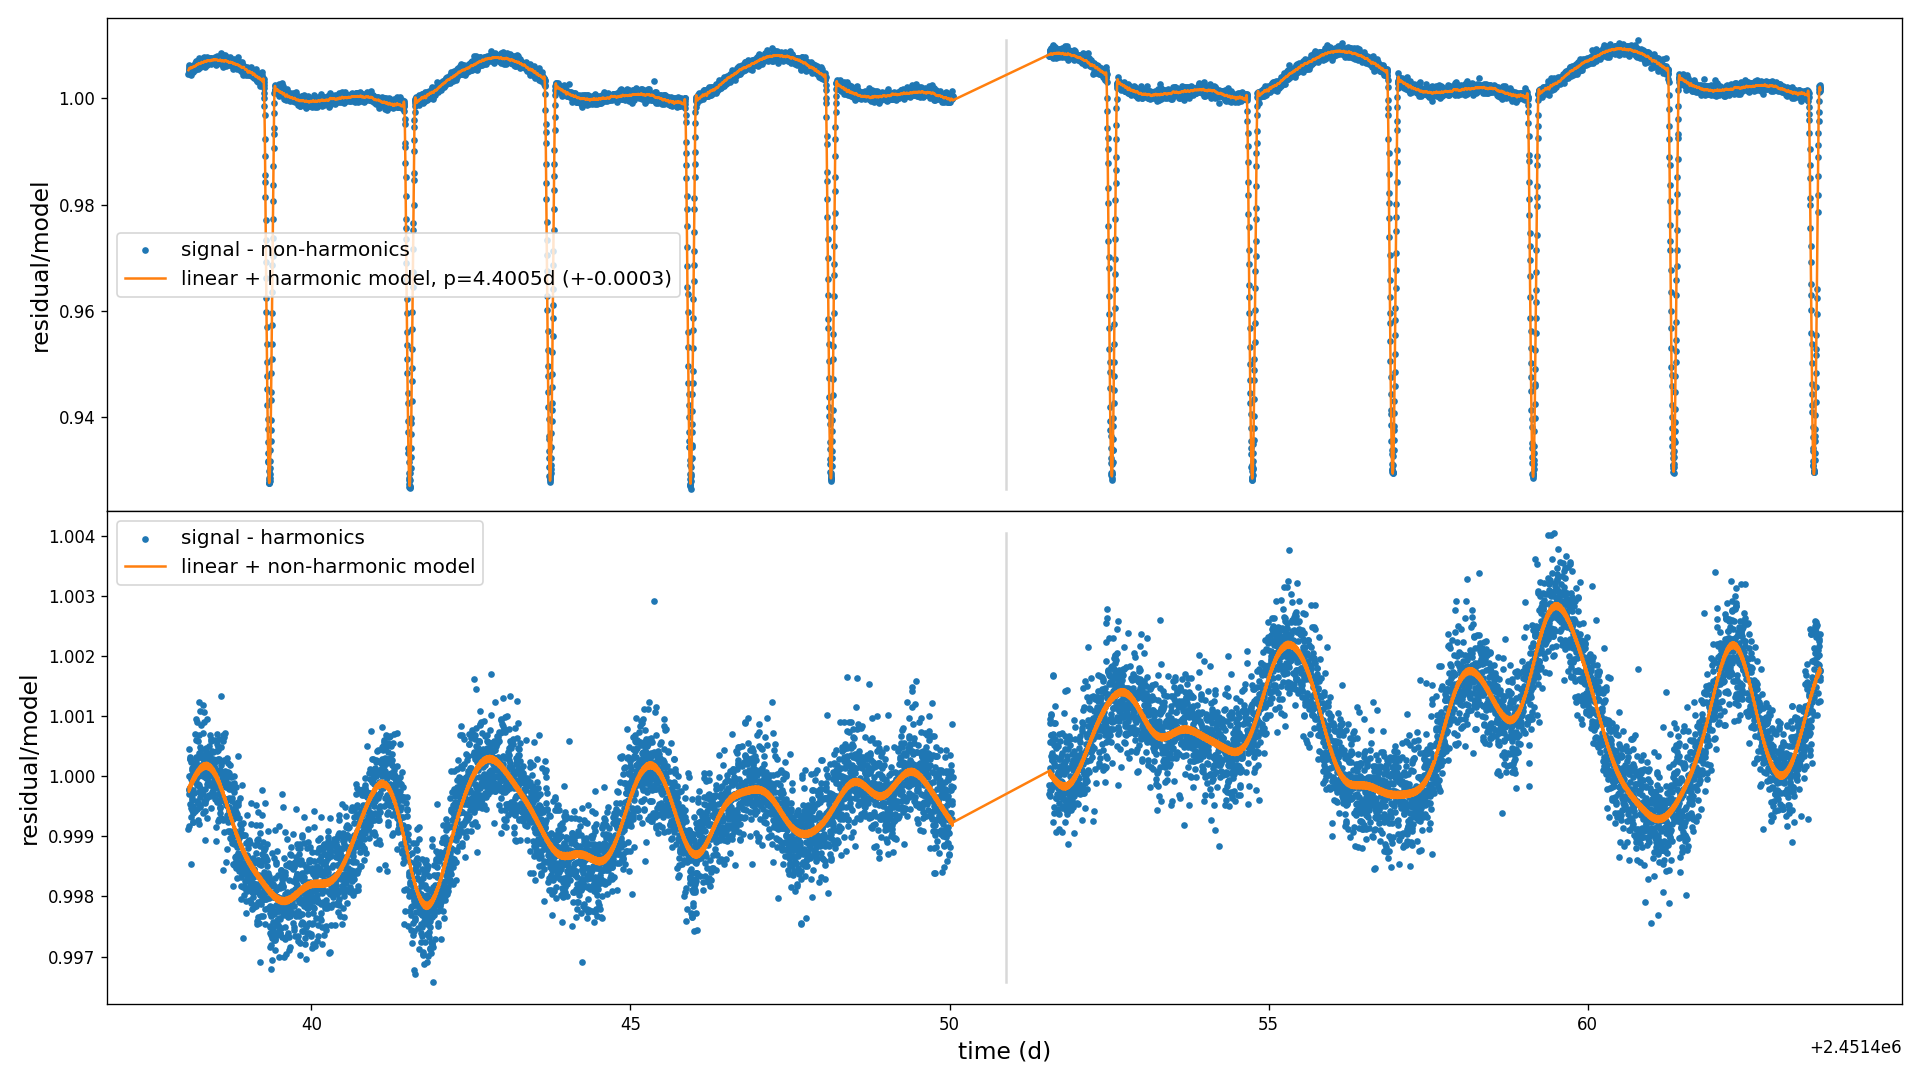 1.00
0.98
0.96
0.94
residual/model
signal - non-harmonics
linear + harmonic model, p=4.4005d (+-0.0003)
1.004
1.003
1.002
1.001
1.000
0.999
0.998
0.997
residual/model
signal - harmonics
linear + non-harmonic model
40
45
50
55
60
time (d)
+2.4514e6